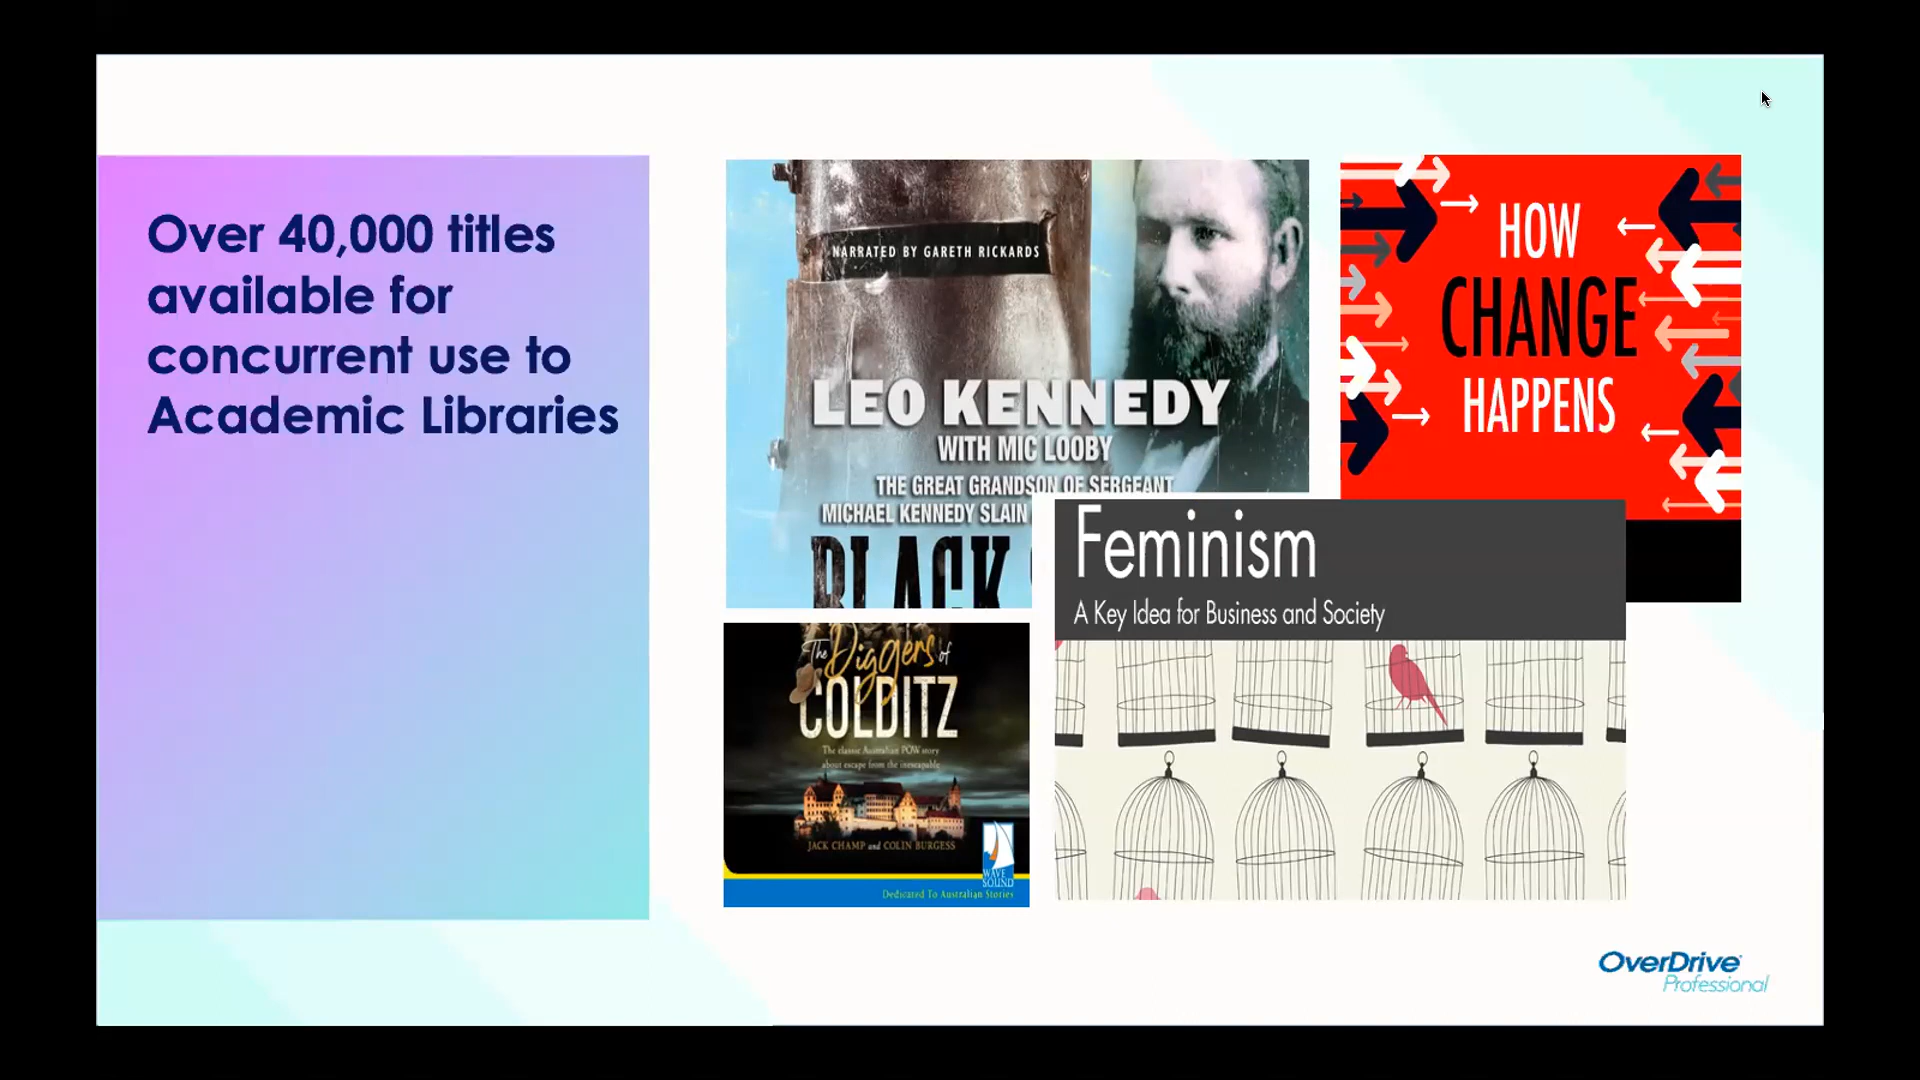 Over 40,000 titles
available for
concurrent use to
Academic Libraries
NARRATED BY GARETH RICKARDS
LEO KENNEDY
WITH MIC LOOBY
THE GREAT GRANDSON OF SERGEANT
MICHAEL KENNEDY SLAIN
BLACK
HOW
CHANGE
HAPPENS
Feminism
A Key Idea for Business and Society
The Diggers of
COLDITZ
The classic Australian POW story
about escape from the inescapable
JACK CHAMP and COLIN BURGESS
WAVE
SOUND
Dedicated To Australian Stories
OverDrive
Professional